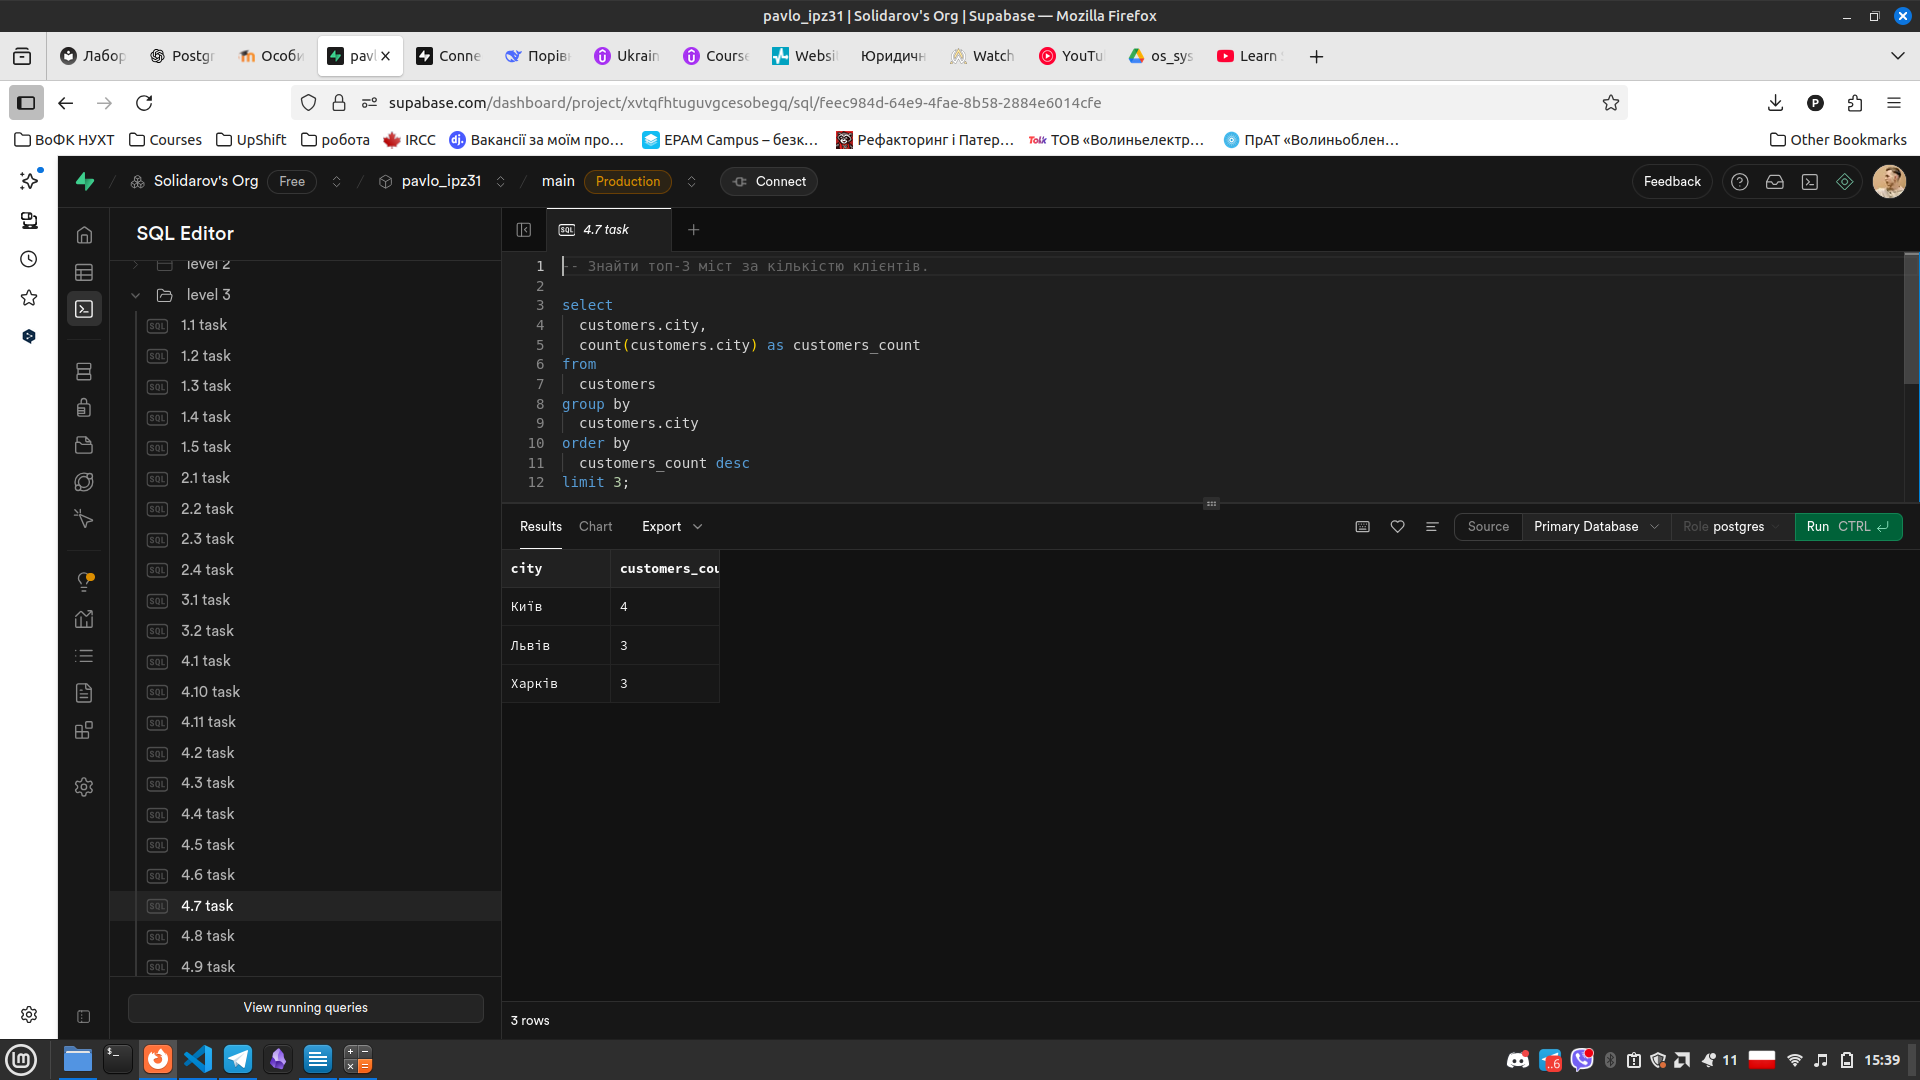 pavlo_ipz31 | Solidarov's Org | Supabase — Mozilla Firefox
Лабор
Postgr
Особи
pavl
Conne
Порів
Ukrain
Course
Websi
Юридичн
Watch
YouTu
os_sys
Learn
supabase.com/dashboard/project/xvtqfhtuguvgcesobegq/sql/feec984d-64e9-4fae-8b58-2884e6014cfe
ВоФК НУХТ
Courses
UpShift
робота
IRCC
Вакансії за моїм про…
EPAM Campus – безк…
Рефакторинг і Патер…
ТОВ «Волиньелектр…
ПрАТ «Волиньоблен…
Other Bookmarks
Solidarov's Org Free
pavlo_ipz31
main Production
Connect
Feedback
SQL Editor
level 2
level 3
1.1 task
1.2 task
1.3 task
1.4 task
1.5 task
2.1 task
2.2 task
2.3 task
2.4 task
3.1 task
3.2 task
4.1 task
4.10 task
4.11 task
4.2 task
4.3 task
4.4 task
4.5 task
4.6 task
4.7 task
4.8 task
4.9 task
View running queries
SQL 4.7 task
1 -- Знайти топ-3 міст за кількістю клієнтів.
2
3 select
4 customers.city,
5 count(customers.city) as customers_count
6 from
7 customers
8 group by
9 customers.city
10 order by
11 customers_count desc
12 limit 3;
Results Chart Export
Source Primary Database Role postgres Run CTRL
city customers_cou
Київ 4
Львів 3
Харків 3
3 rows
11
15:39